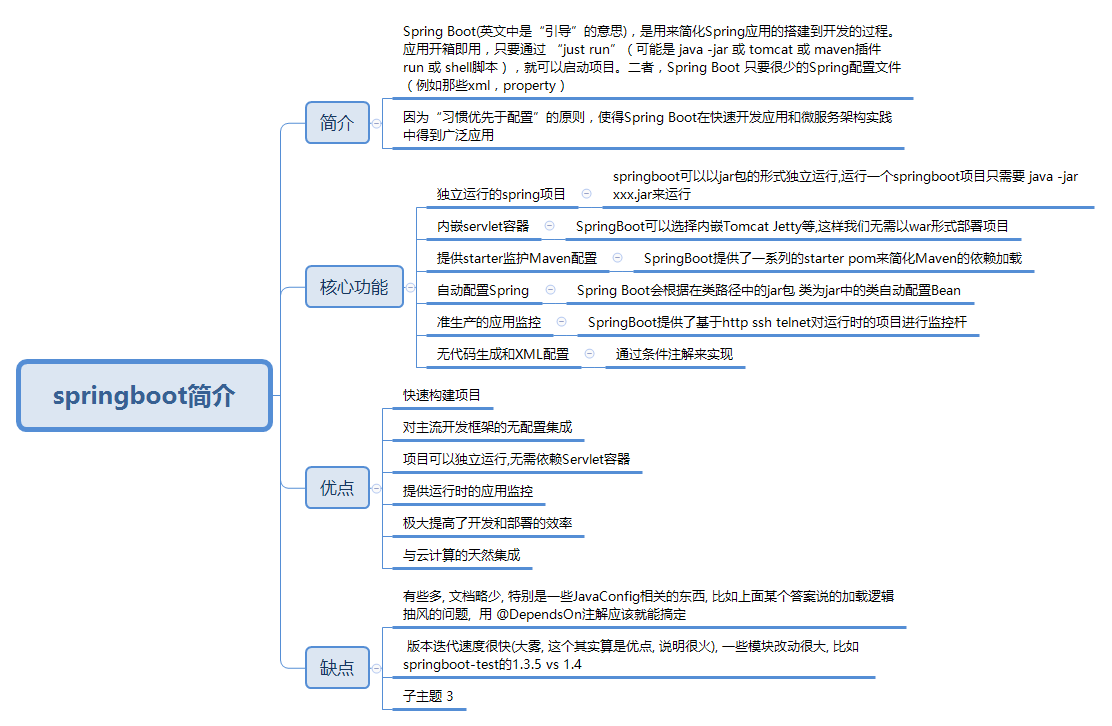 springboot简介
简介
Spring Boot(英文中是“引导”的意思)，是用来简化Spring应用的搭建到开发的过程。
应用开箱即用，只要通过 “just run”（可能是 java -jar 或 tomcat 或 maven插件
run 或 shell脚本），就可以启动项目。二者，Spring Boot 只要很少的Spring配置文件
（例如那些xml，property）
因为“习惯优先于配置”的原则，使得Spring Boot在快速开发应用和微服务架构实践
中得到广泛应用
核心功能
独立运行的spring项目
springboot可以以jar包的形式独立运行,运行一个springboot项目只需要 java -jar
xxx.jar来运行
内嵌servlet容器
SpringBoot可以选择内嵌Tomcat Jetty等,这样我们无需以war形式部署项目
提供starter监护Maven配置
SpringBoot提供了一系列的starter pom来简化Maven的依赖加载
自动配置Spring
Spring Boot会根据在类路径中的jar包 类为jar中的类自动配置Bean
准生产的应用监控
SpringBoot提供了基于http ssh telnet对运行时的项目进行监控杆
无代码生成和XML配置
通过条件注解来实现
优点
快速构建项目
对主流开发框架的无配置集成
项目可以独立运行,无需依赖Servlet容器
提供运行时的应用监控
极大提高了开发和部署的效率
与云计算的天然集成
缺点
有些多, 文档略少, 特别是一些JavaConfig相关的东西, 比如上面某个答案说的加载逻辑
抽风的问题,  用 @DependsOn注解应该就能搞定
版本迭代速度很快(大雾, 这个其实算是优点, 说明很火), 一些模块改动很大, 比如
springboot-test的1.3.5 vs 1.4
子主题 3